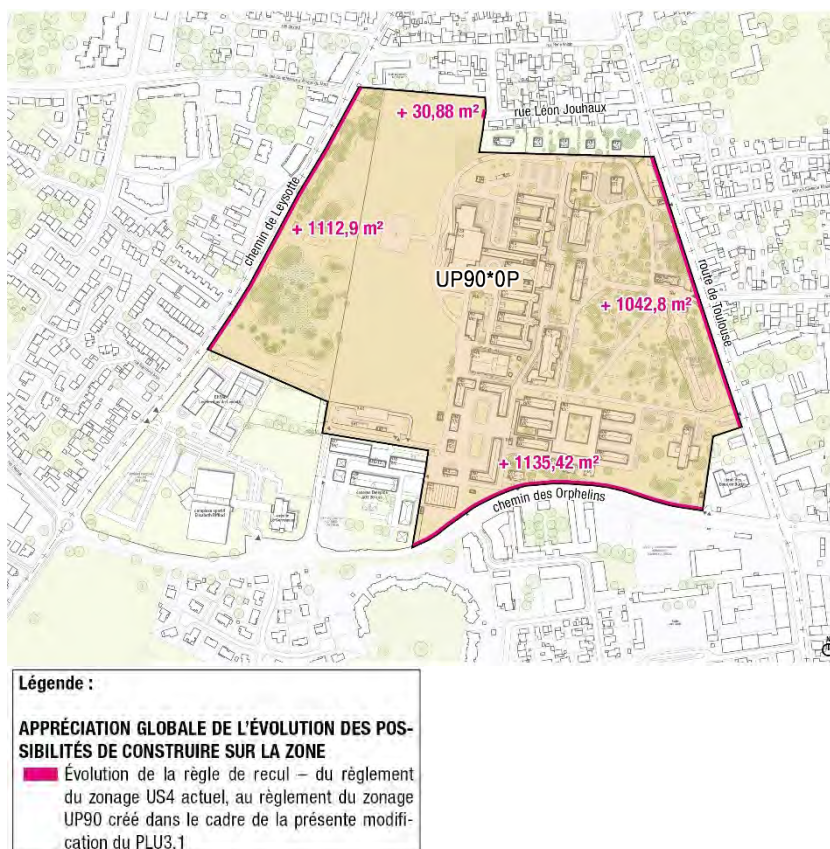 rue Léon Jouhaux
+ 30,88 m²
chemin de Leysotte
+ 1112,9 m²
UP90*0P
+ 1042,8 m²
route de Toulouse
+ 1135,42 m²
chemin des Orphelins
Légende :
APPRÉCIATION GLOBALE DE L'ÉVOLUTION DES POS-
SIBILITÉS DE CONSTRUIRE SUR LA ZONE
Évolution de la règle de recul – du règlement
du zonage US4 actuel, au règlement du zonage
UP90 créé dans le cadre de la présente modifi-
cation du PLU3.1